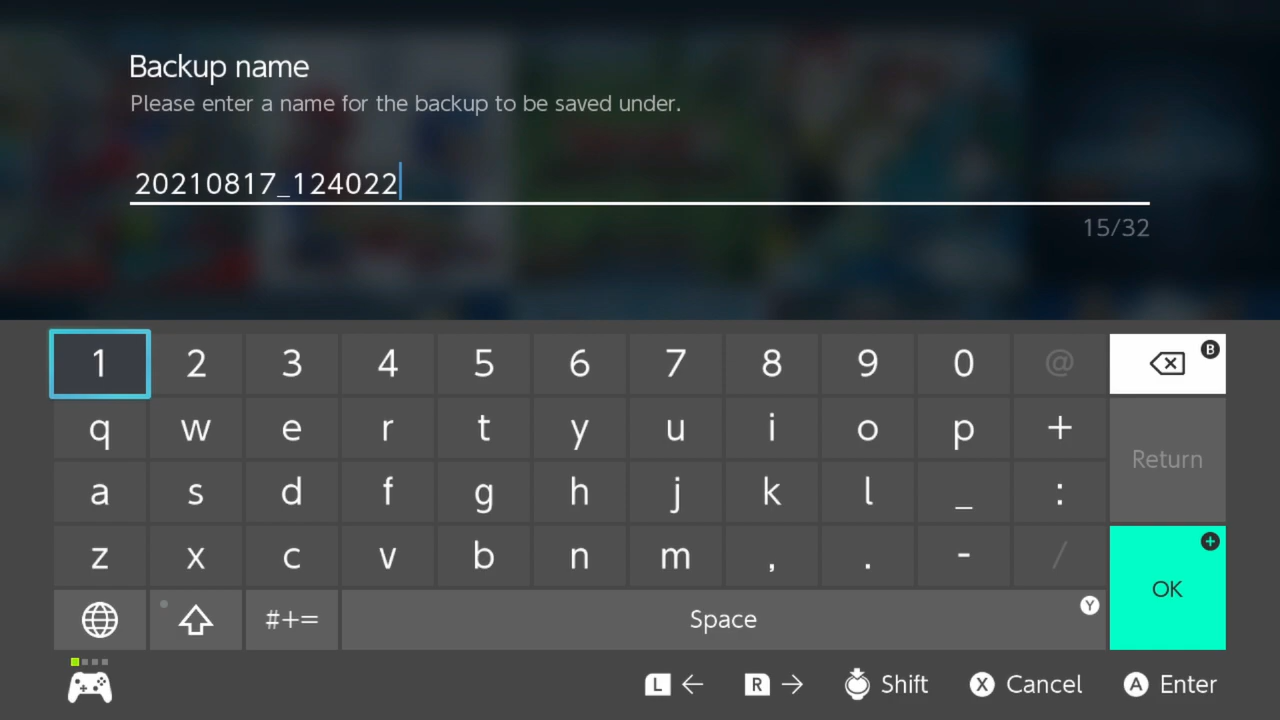 Backup name
Please enter a name for the backup to be saved under.
20210817_124022
15/32
1 2 3 4 5 6 7 8 9 0 @ B
q w e r t y u i o p +
Return
a s d f g h j k l _ :
z x c v b n m , . - / +
OK
#+= Space Y
L ← R → Shift X Cancel A Enter